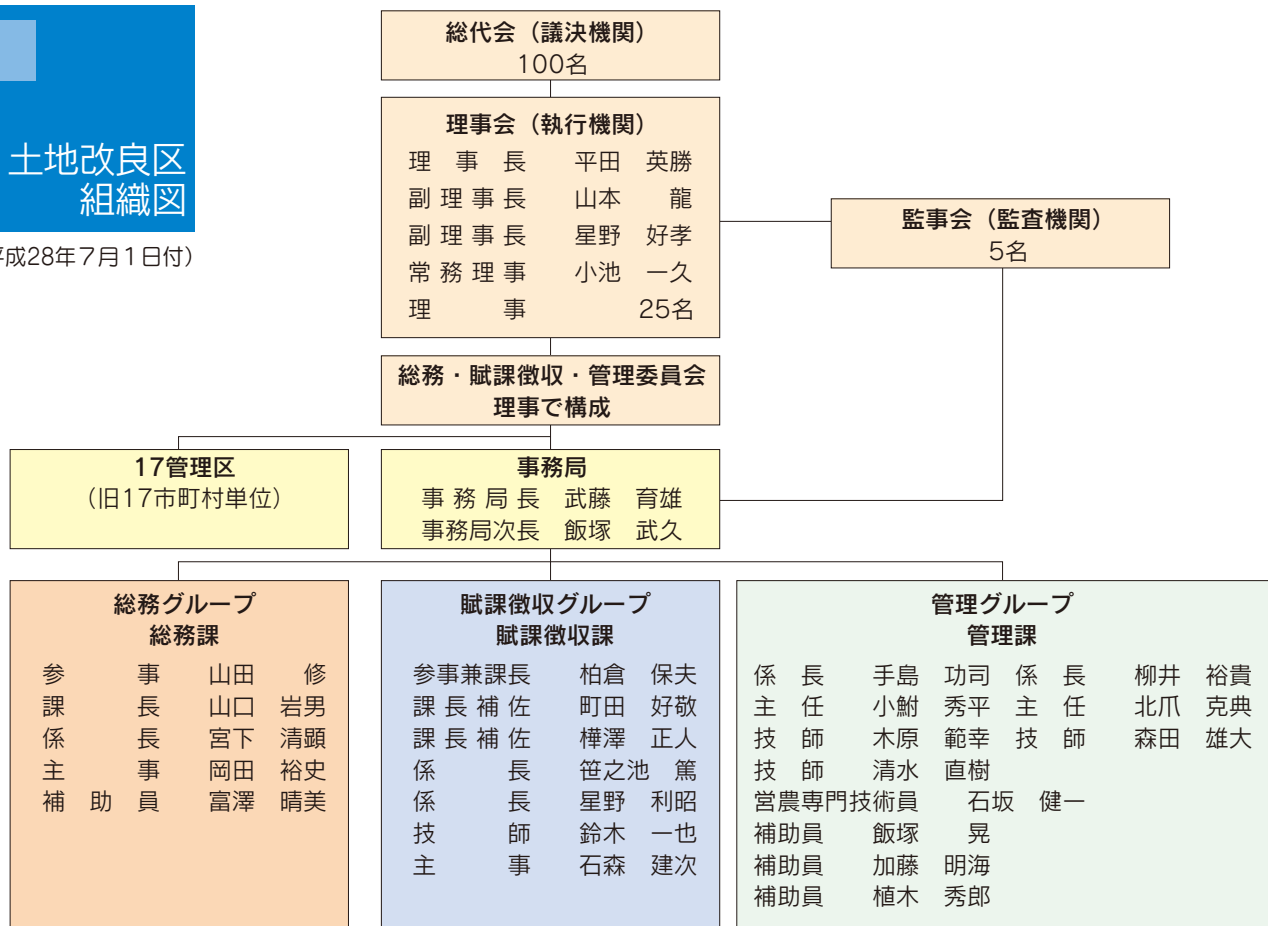 土地改良区
組織図
成28年7月1日付）
総代会（議決機関）
100名
理事会（執行機関）
理事長　平田　英勝
副理事長　山本　龍
副理事長　星野　好孝
常務理事　小池　一久
理事　25名
監事会（監査機関）
5名
総務・賦課徴収・管理委員会
理事で構成
17管理区
（旧17市町村単位）
事務局
事務局長　武藤　育雄
事務局次長　飯塚　武久
総務グループ
総務課
参事　山田　修
課長　山口　岩男
係長　宮下　清顕
主事　岡田　裕史
補助員　富澤　晴美
賦課徴収グループ
賦課徴収課
参事兼課長　柏倉　保夫
課長補佐　町田　好敬
課長補佐　樺澤　正人
係長　笹之池　篤
係長　星野　利昭
技師　鈴木　一也
主事　石森　建次
管理グループ
管理課
係長　手島　功司　係長　柳井　裕貴
主任　小鮒　秀平　主任　北爪　克典
技師　木原　範幸　技師　森田　雄大
技師　清水　直樹
営農専門技術員　石坂　健一
補助員　飯塚　晃
補助員　加藤　明海
補助員　植木　秀郎